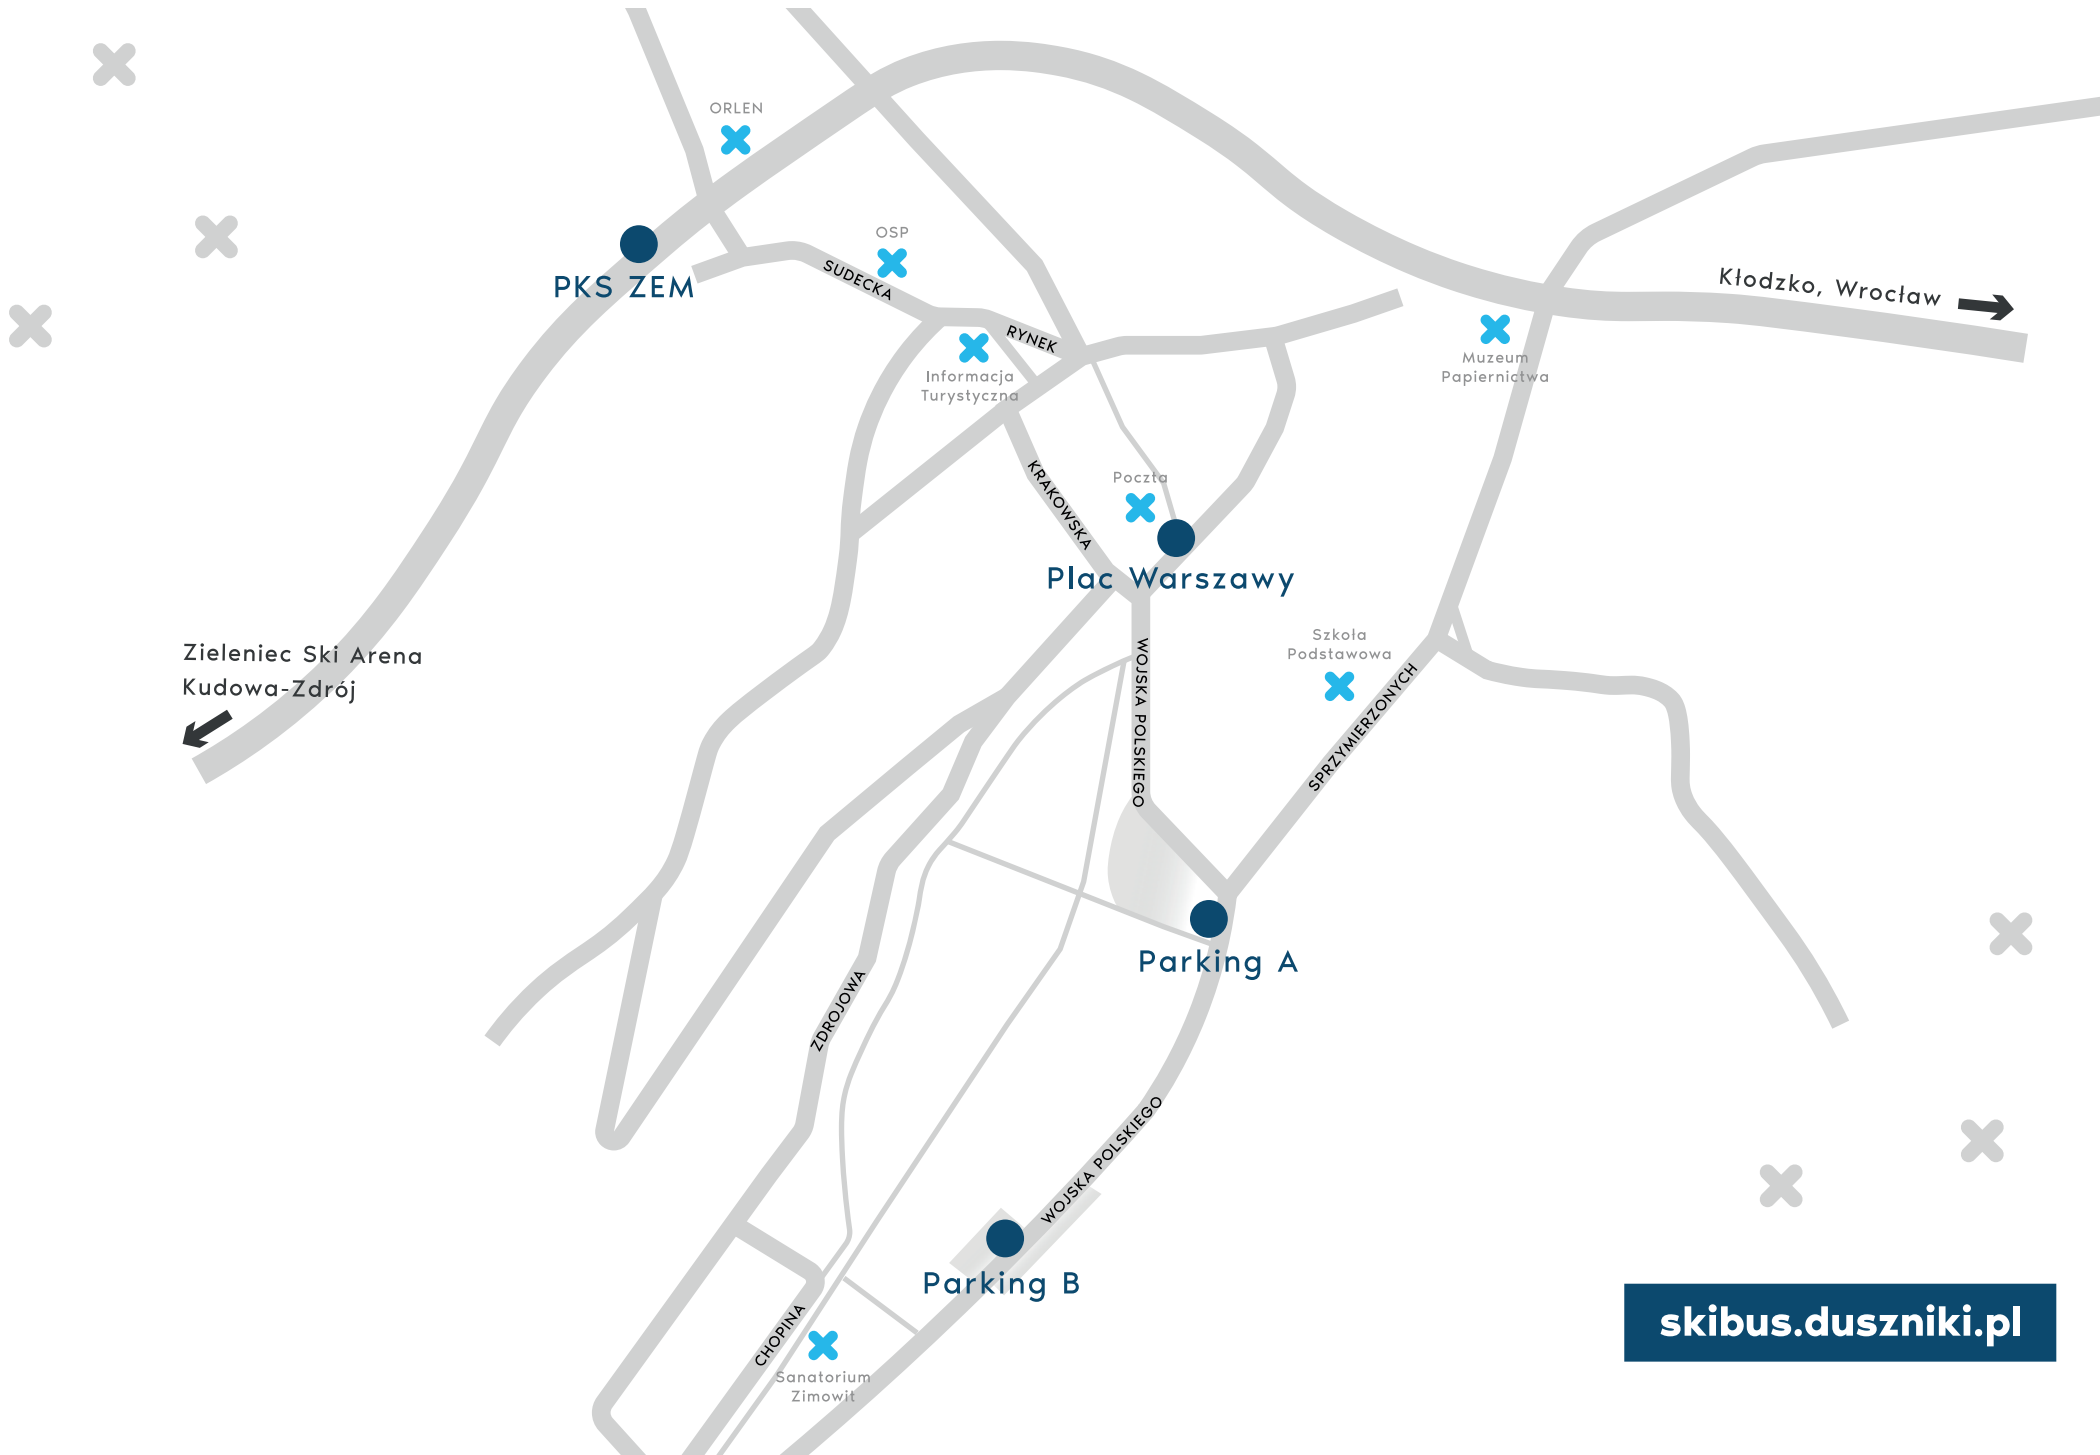 ORLEN
OSP
PKS ZEM
SUDECKA
Kłodzko, Wrocław
RYNEK
Informacja
Turystyczna
Muzeum
Papiernictwa
KRAKOWSKA
Poczta
Plac Warszawy
Zieleniec Ski Arena
Kudowa-Zdrój
WOJSKA POLSKIEGO
Szkoła
Podstawowa
SPRZYMIERZONYCH
Parking A
ZDROJOWA
WOJSKA POLSKIEGO
Parking B
CHOPINA
Sanatorium
Zimowit
skibus.duszniki.pl